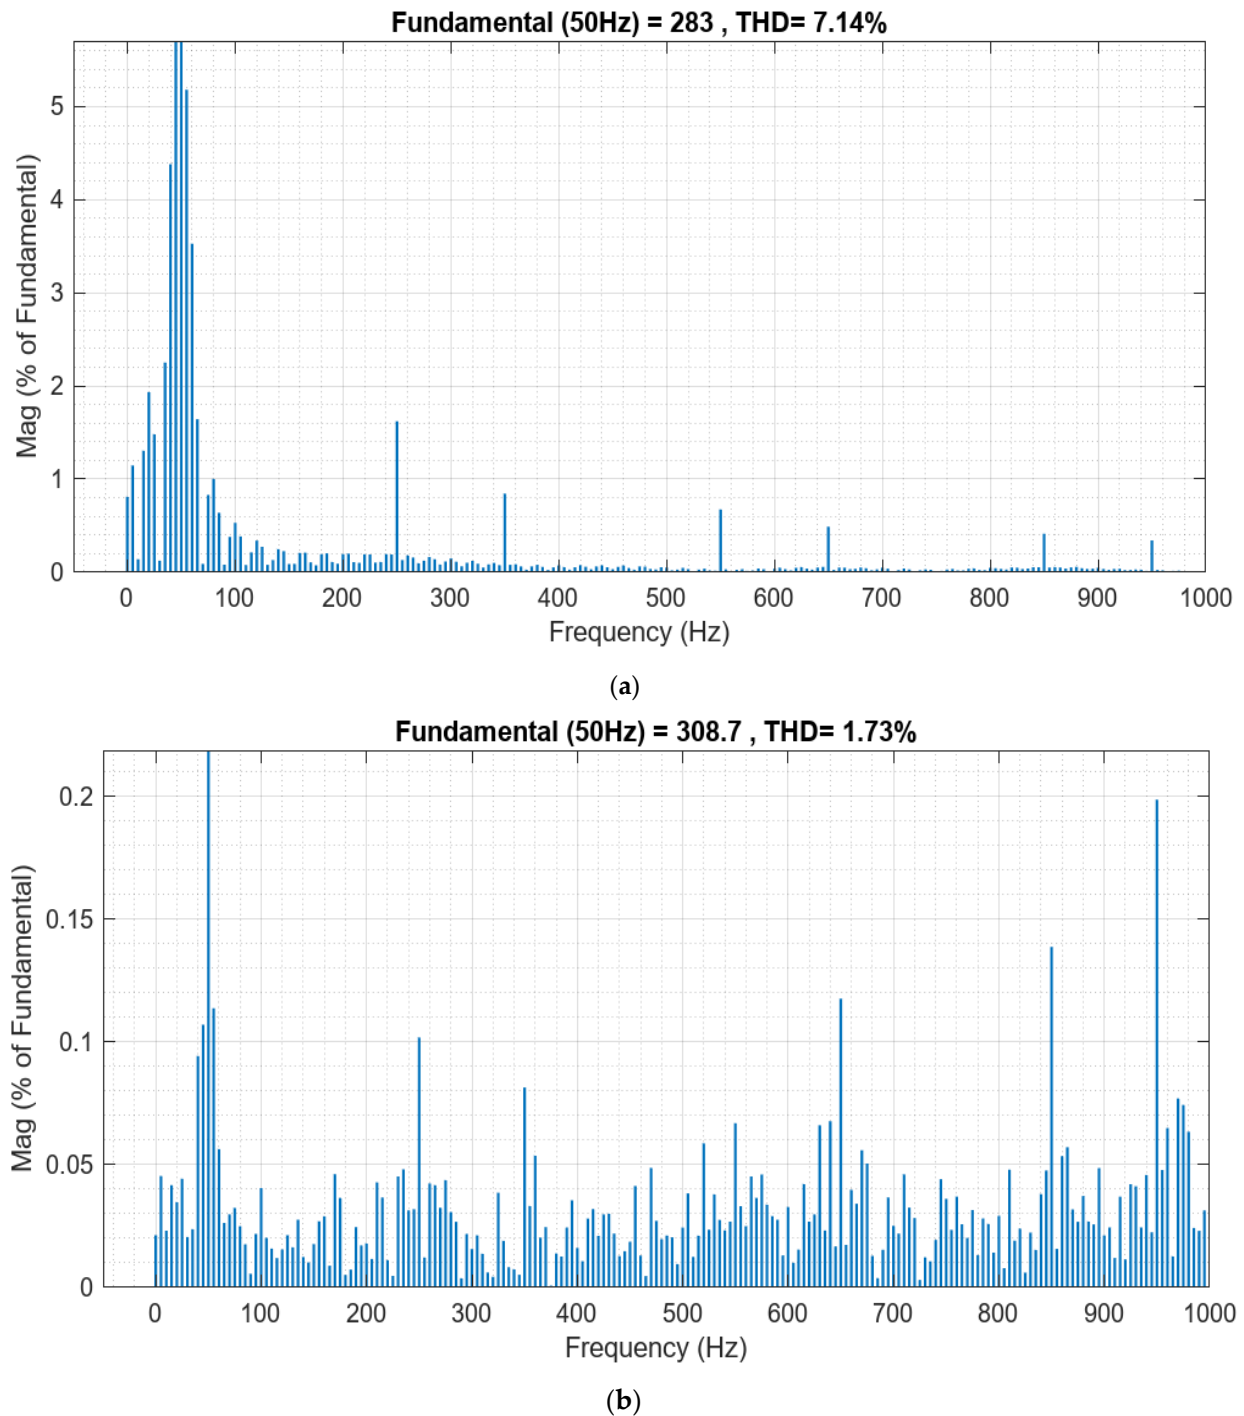 Fundamental (50Hz) = 283 , THD= 7.14%
5
4
3
2
1
0
Mag (% of Fundamental)
0 100 200 300 400 500 600 700 800 900 1000
Frequency (Hz)
(a)
Fundamental (50Hz) = 308.7 , THD= 1.73%
0.2
0.15
0.1
0.05
0
Mag (% of Fundamental)
0 100 200 300 400 500 600 700 800 900 1000
Frequency (Hz)
(b)